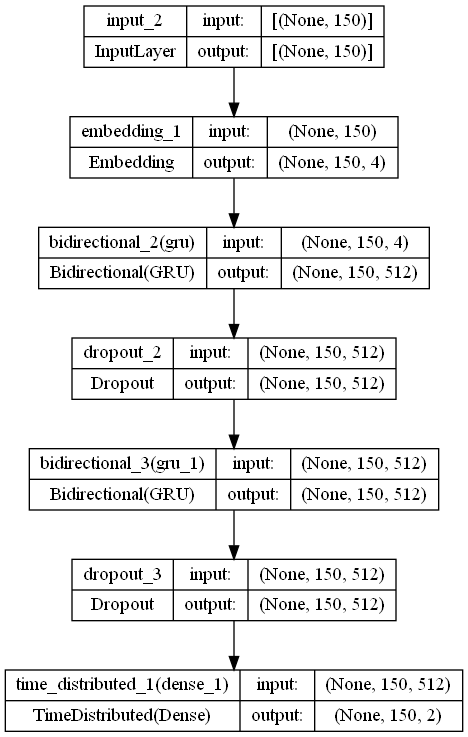 input_2 input: [(None, 150)]
InputLayer output: [(None, 150)]
embedding_1 input: (None, 150)
Embedding output: (None, 150, 4)
bidirectional_2(gru) input: (None, 150, 4)
Bidirectional(GRU) output: (None, 150, 512)
dropout_2 input: (None, 150, 512)
Dropout output: (None, 150, 512)
bidirectional_3(gru_1) input: (None, 150, 512)
Bidirectional(GRU) output: (None, 150, 512)
dropout_3 input: (None, 150, 512)
Dropout output: (None, 150, 512)
time_distributed_1(dense_1) input: (None, 150, 512)
TimeDistributed(Dense) output: (None, 150, 2)